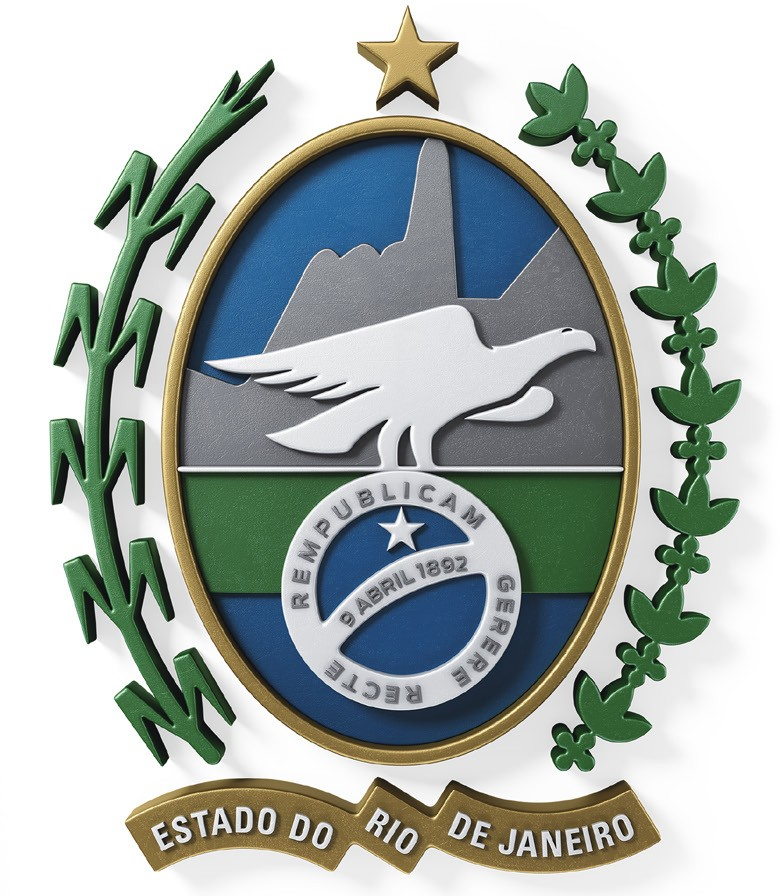 REMPUBLICAM GERERE RECTE
9 ABRIL 1892
ESTADO DO RIO DE JANEIRO